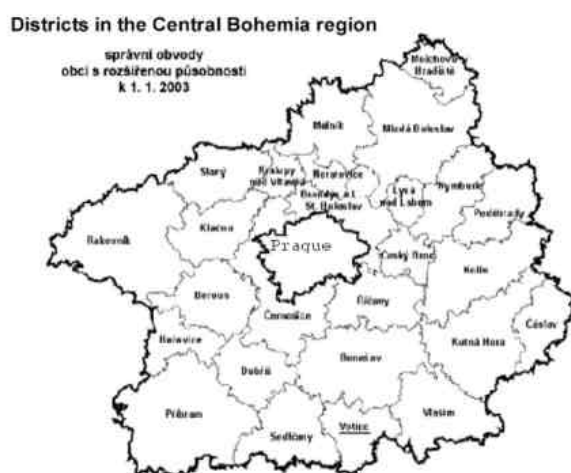 Districts in the Central Bohemia region
správní obvody
obcí s rozšířenou působností
k 1. 1. 2003
Mnichovo
Hradiště
Mělník
Mladá Boleslav
Slaný
Kralupy
nad Vltavou
Neratovice
Brandýs n.L
St. Boleslav
Lysá
nad Labem
Nymburk
Poděbrady
Rakovník
Kladno
Praque
Český Brod
Kolín
Beroun
Černošice
Říčany
Hořovice
Dobříš
Benešov
Kutná Hora
Čáslav
Příbram
Sedlčany
Votice
Vlašim